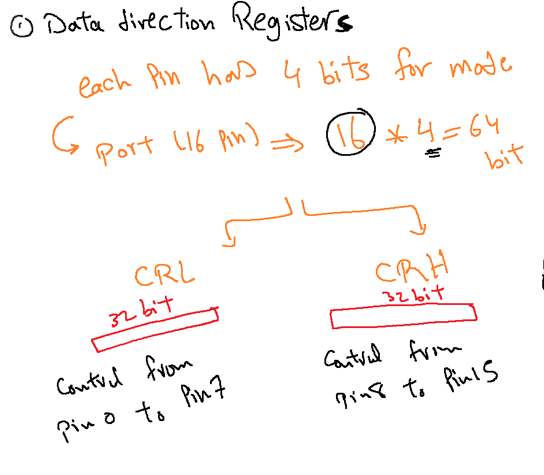 ① Data direction Registers
each Pin has 4 bits for mode
Port (16 Pin) ⇒ 16 * 4 = 64
bit
CRL
32 bit
Control from
pin 0 to Pin 7
CRH
32 bit
Control from
pin 8 to Pin 15